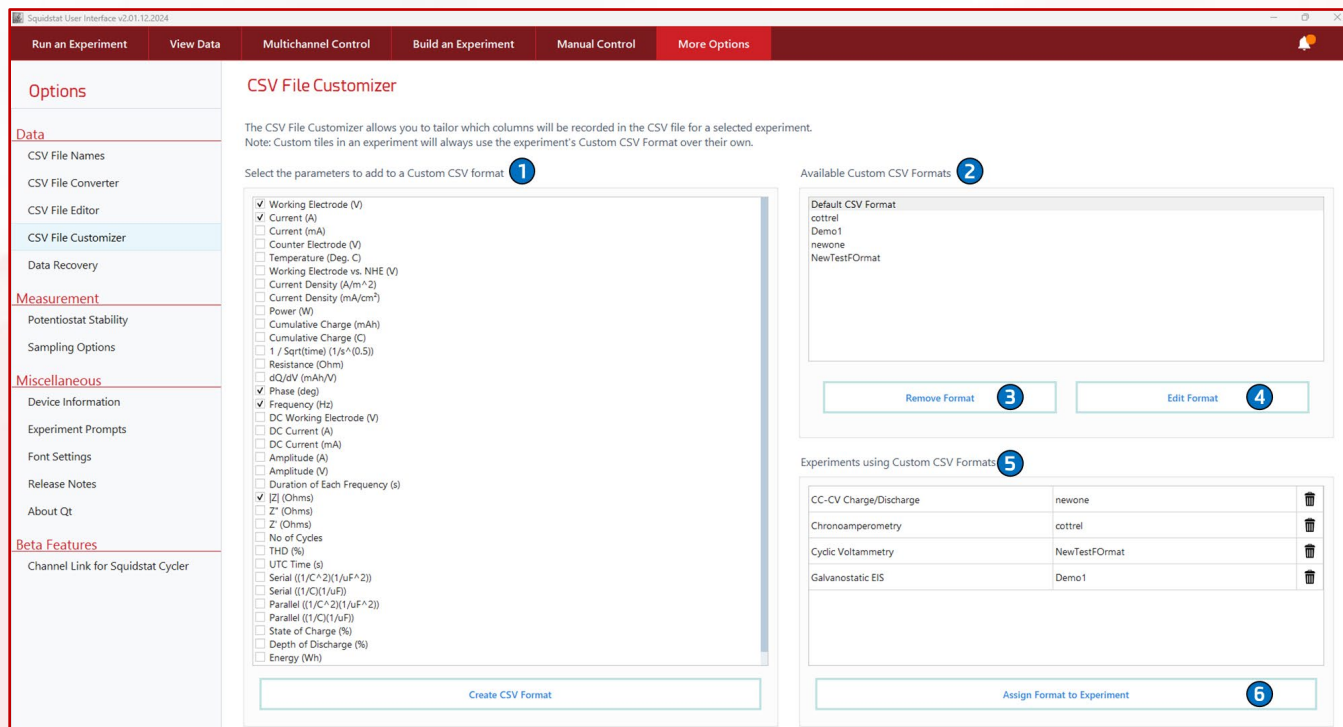 Squidstat User Interface v2.01.12.2024
Run an Experiment View Data Multichannel Control Build an Experiment Manual Control More Options
Options
Data
CSV File Names
CSV File Converter
CSV File Editor
CSV File Customizer
Data Recovery
Measurement
Potentiostat Stability
Sampling Options
Miscellaneous
Device Information
Experiment Prompts
Font Settings
Release Notes
About Qt
Beta Features
Channel Link for Squidstat Cycler
CSV File Customizer
The CSV File Customizer allows you to tailor which columns will be recorded in the CSV file for a selected experiment.
Note: Custom tiles in an experiment will always use the experiment's Custom CSV Format over their own.
Select the parameters to add to a Custom CSV format 1
Working Electrode (V)
Current (A)
Current (mA)
Counter Electrode (V)
Temperature (Deg. C)
Working Electrode vs. NHE (V)
Current Density (A/m^2)
Current Density (mA/cm²)
Power (W)
Cumulative Charge (mAh)
Cumulative Charge (C)
1 / Sqrt(time) (1/s^(0.5))
Resistance (Ohm)
dQ/dV (mAh/V)
Phase (deg)
Frequency (Hz)
DC Working Electrode (V)
DC Current (A)
DC Current (mA)
Amplitude (A)
Amplitude (V)
Duration of Each Frequency (s)
|Z| (Ohms)
Z" (Ohms)
Z' (Ohms)
No of Cycles
THD (%)
UTC Time (s)
Serial ((1/C^2)(1/uF^2))
Serial ((1/C)(1/uF))
Parallel ((1/C^2)(1/uF^2))
Parallel ((1/C)(1/uF))
State of Charge (%)
Depth of Discharge (%)
Energy (Wh)
Create CSV Format
Available Custom CSV Formats 2
Default CSV Format
cottrel
Demo1
newone
NewTestFOrmat
Remove Format 3 Edit Format 4
Experiments using Custom CSV Formats 5
CC-CV Charge/Discharge newone
Chronoamperometry cottrel
Cyclic Voltammetry NewTestFOrmat
Galvanostatic EIS Demo1
Assign Format to Experiment 6